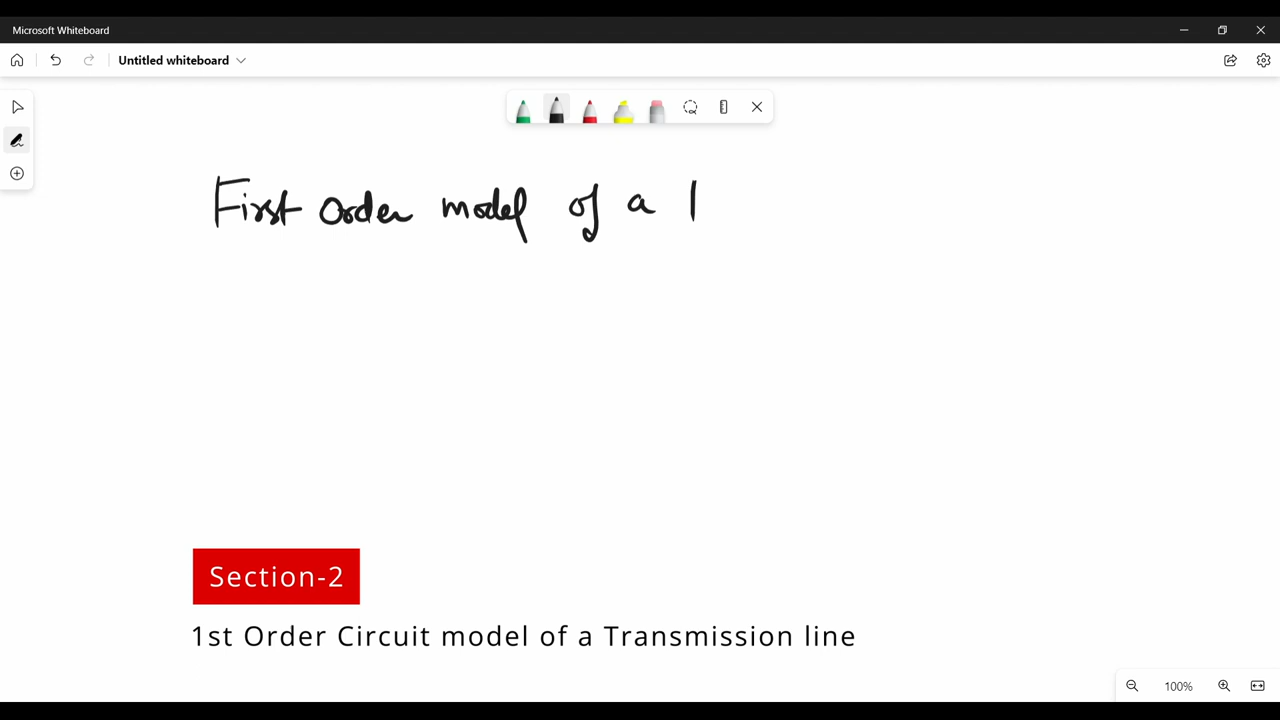 Microsoft Whiteboard
Untitled whiteboard
First Order model of a
Section-2
1st Order Circuit model of a Transmission line
100%